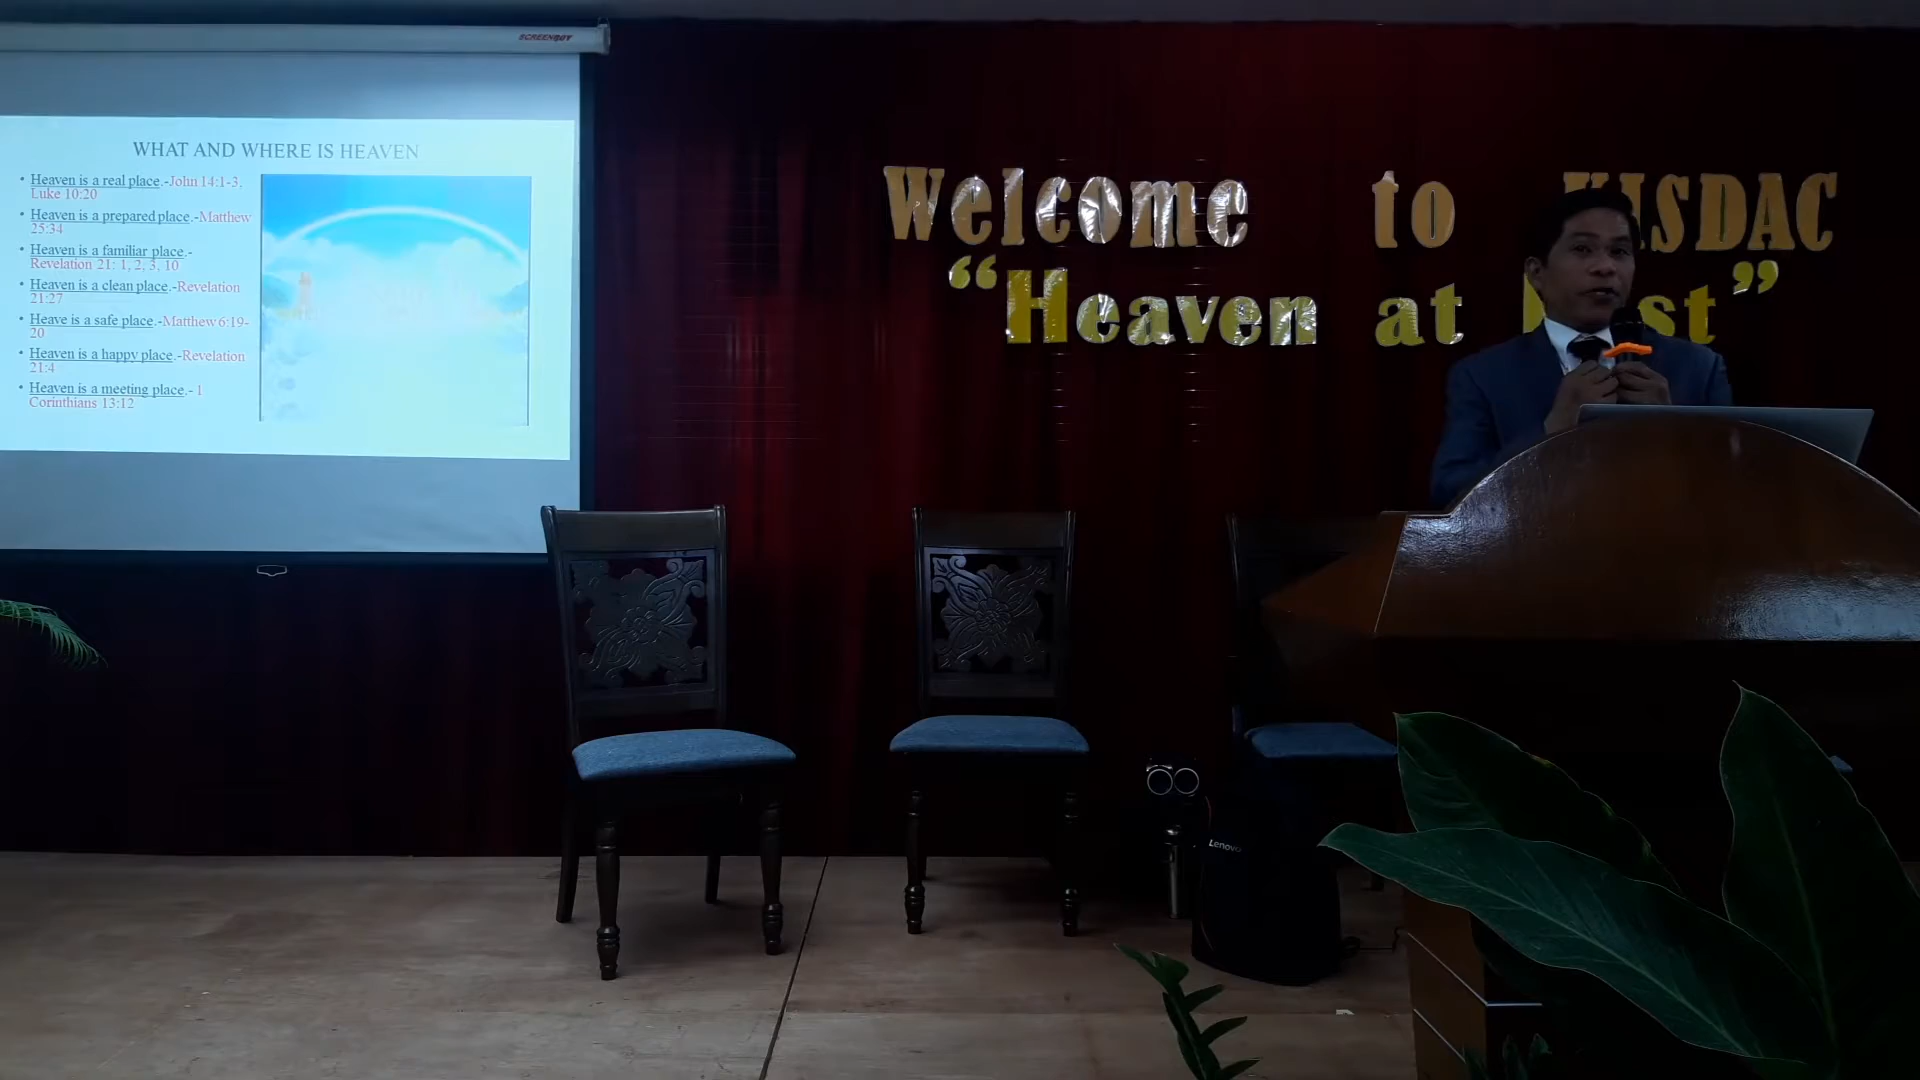 SCREENBOY
WHAT AND WHERE IS HEAVEN
• Heaven is a real place.-John 14:1-3,
Luke 10:20
• Heaven is a prepared place.-Matthew
25:34
• Heaven is a familiar place.-
Revelation 21: 1, 2, 3, 10
• Heaven is a clean place.-Revelation
21:27
• Heave is a safe place.-Matthew 6:19-
20
• Heaven is a happy place.-Revelation
21:4
• Heaven is a meeting place.- 1
Corinthians 13:12
Welcome to
“Heaven at
Lenovo